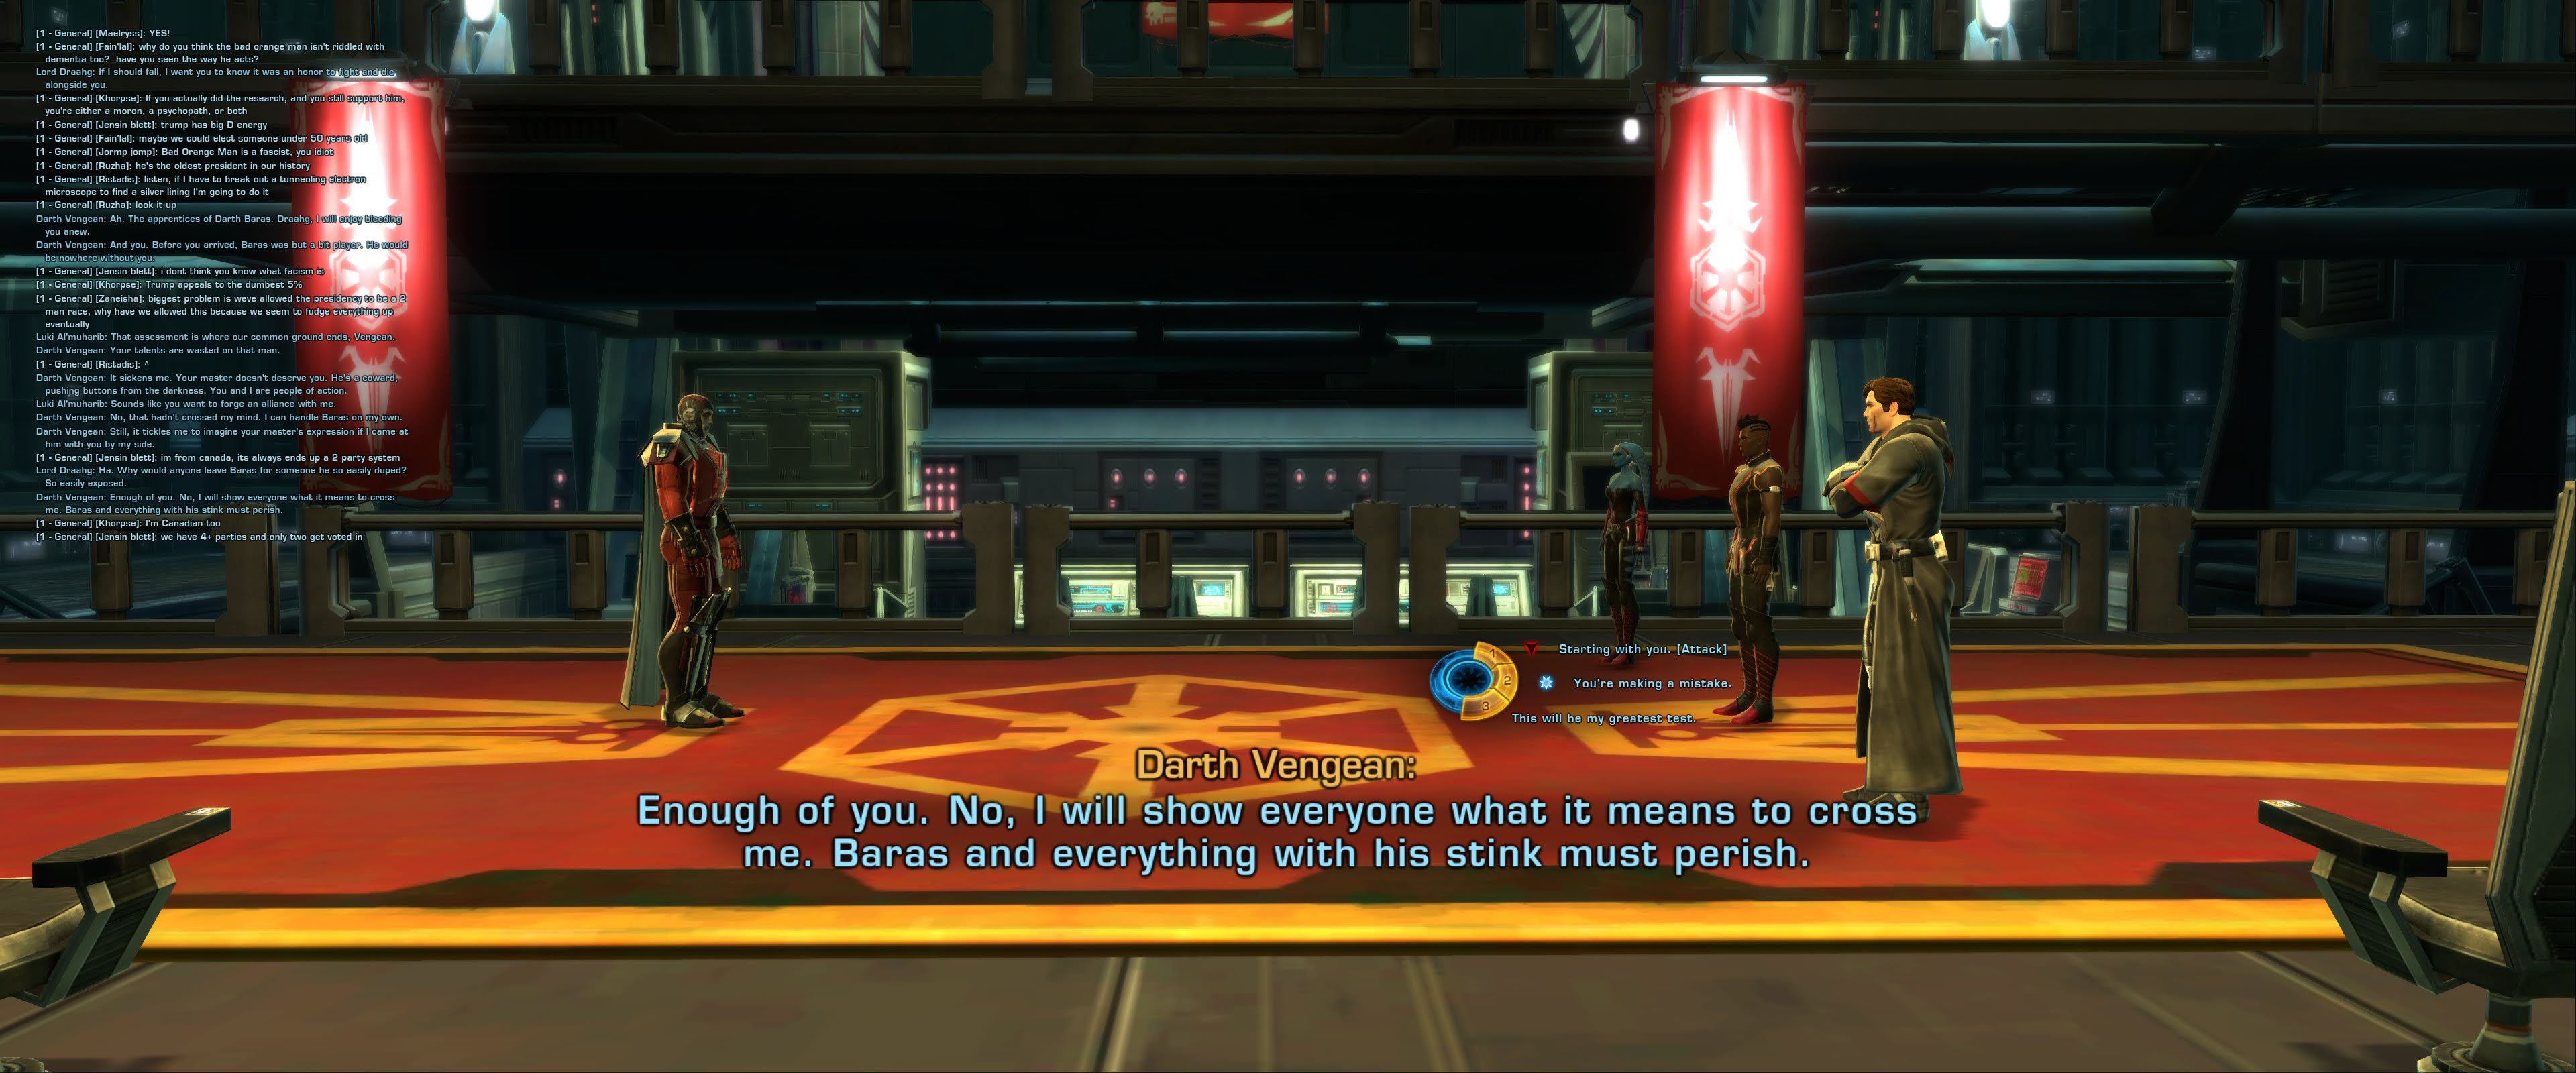 [1 - General] [Maelryss]: YES!
[1 - General] [Fain'lal]: why do you think the bad orange man isn't riddled with
dementia too?  have you seen the way he acts?
Lord Draahg: If I should fall, I want you to know it was an honor to fight and die
alongside you.
[1 - General] [Khorpse]: If you actually did the research, and you still support him,
you're either a moron, a psychopath, or both
[1 - General] [Jensin blett]: trump has big D energy
[1 - General] [Fain'lal]: maybe we could elect someone under 50 years old
[1 - General] [Jormp jomp]: Bad Orange Man is a fascist, you idiot
[1 - General] [Ruzha]: he's the oldest president in our history
[1 - General] [Ristadis]: listen, if I have to break out a tunneoling electron
microscope to find a silver lining I'm going to do it
[1 - General] [Ruzha]: look it up
Darth Vengean: Ah. The apprentices of Darth Baras. Draahg, I will enjoy bleeding
you anew.
Darth Vengean: And you. Before you arrived, Baras was but a bit player. He would
be nowhere without you.
[1 - General] [Jensin blett]: i dont think you know what facism is
[1 - General] [Khorpse]: Trump appeals to the dumbest 5%
[1 - General] [Zaneisha]: biggest problem is weve allowed the presidency to be a 2
man race, why have we allowed this because we seem to fudge everything up
eventually
Luki Al'muharib: That assessment is where our common ground ends, Vengean.
Darth Vengean: Your talents are wasted on that man.
[1 - General] [Ristadis]: ^
Darth Vengean: It sickens me. Your master doesn't deserve you. He's a coward,
pushing buttons from the darkness. You and I are people of action.
Luki Al'muharib: Sounds like you want to forge an alliance with me.
Darth Vengean: No, that hadn't crossed my mind. I can handle Baras on my own.
Darth Vengean: Still, it tickles me to imagine your master's expression if I came at
him with you by my side.
[1 - General] [Jensin blett]: im from canada, its always ends up a 2 party system
Lord Draahg: Ha. Why would anyone leave Baras for someone he so easily duped?
So easily exposed.
Darth Vengean: Enough of you. No, I will show everyone what it means to cross
me. Baras and everything with his stink must perish.
[1 - General] [Khorpse]: I'm Canadian too
[1 - General] [Jensin blett]: we have 4+ parties and only two get voted in
1 Starting with you. [Attack]
2 You're making a mistake.
3 This will be my greatest test.
Darth Vengean:
Enough of you. No, I will show everyone what it means to cross
me. Baras and everything with his stink must perish.